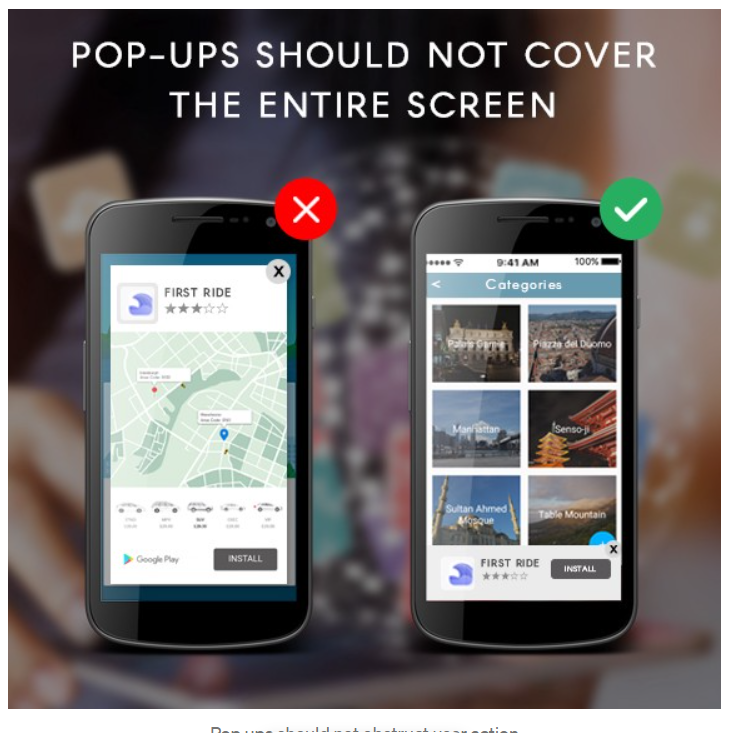 POP-UPS SHOULD NOT COVER
THE ENTIRE SCREEN
X
FIRST RIDE
Google Play
INSTALL
9:41 AM
100%
<
Categories
Palais Garnie
Piazza del Duomo
Manhattan
Senso-ji
Sultan Ahmed
Mosque
Table Mountain
X
FIRST RIDE
INSTALL
Pop ups should not obstruct user action